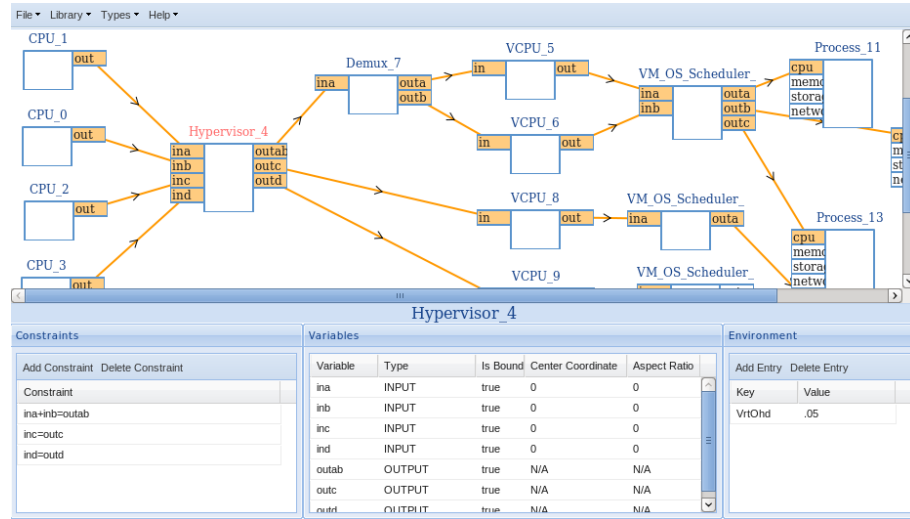 File Library Types Help
CPU_1
out
CPU_0
out
CPU_2
out
CPU_3
out
Hypervisor_4
ina outab
inb outc
inc outd
ind
Demux_7
ina outa
outb
VCPU_5
in out
VCPU_6
in out
VCPU_8
in out
VCPU_9
VM_OS_Scheduler_
ina outa
inb outb
outc
VM_OS_Scheduler_
ina outa
VM_OS_Scheduler_
Process_11
cpu
memo
storag
netwo
Process_13
cpu
memo
storag
netwo
Hypervisor_4
Constraints
Add Constraint Delete Constraint
Constraint
ina+inb=outab
inc=outc
ind=outd
Variables
Variable Type Is Bound Center Coordinate Aspect Ratio
ina INPUT true 0 0
inb INPUT true 0 0
inc INPUT true 0 0
ind INPUT true 0 0
outab OUTPUT true N/A N/A
outc OUTPUT true N/A N/A
outd OUTPUT true N/A N/A
Environment
Add Entry Delete Entry
Key Value
VrtOhd .05